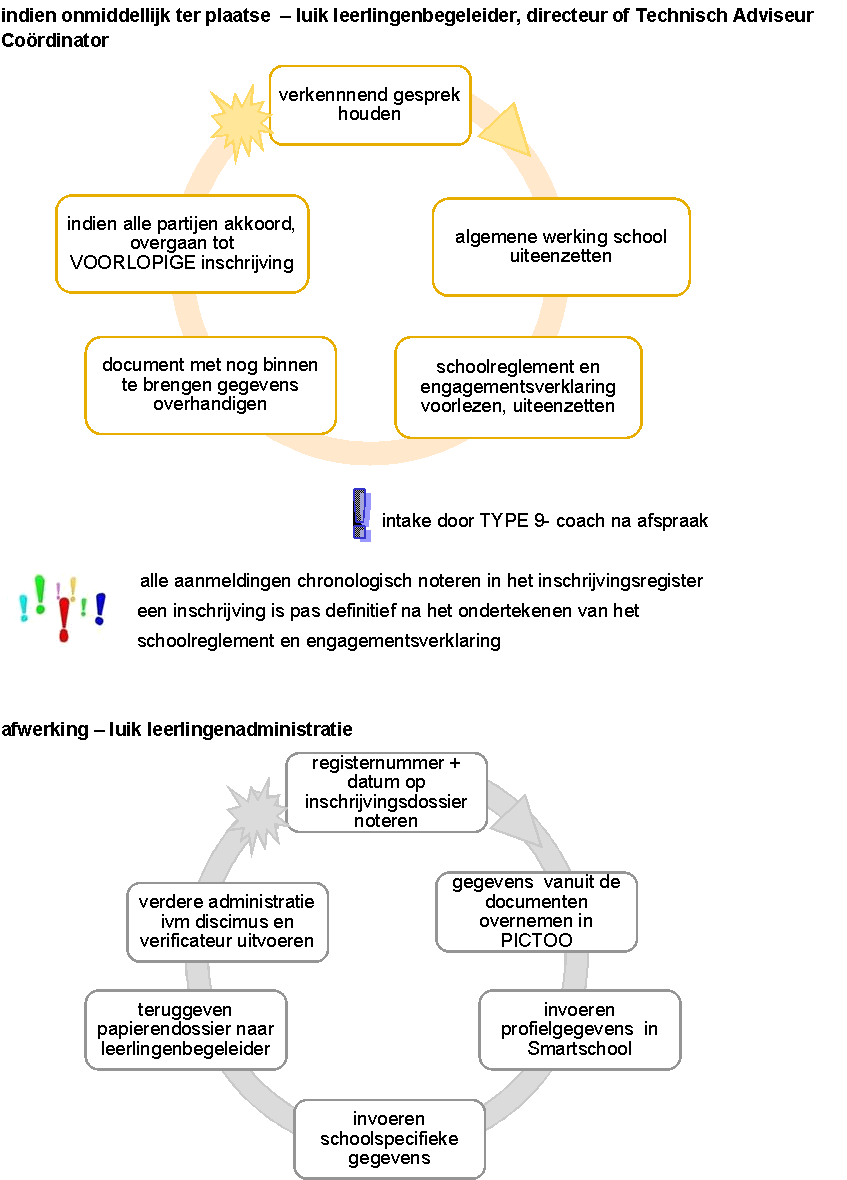 indien onmiddellijk ter plaatse – luik leerlingenbegeleider, directeur of Technisch Adviseur
Coördinator
verkennnend gesprek
houden
algemene werking school
uiteenzetten
schoolreglement en
engagementsverklaring
voorlezen, uiteenzetten
document met nog binnen
te brengen gegevens
overhandigen
indien alle partijen akkoord,
overgaan tot
VOORLOPIGE inschrijving
intake door TYPE 9- coach na afspraak
alle aanmeldingen chronologisch noteren in het inschrijvingsregister
een inschrijving is pas definitief na het ondertekenen van het
schoolreglement en engagementsverklaring
afwerking – luik leerlingenadministratie
registernummer +
datum op
inschrijvingsdossier
noteren
gegevens vanuit de
documenten
overnemen in
PICTOO
invoeren
profielgegevens in
Smartschool
invoeren
schoolspecifieke
gegevens
teruggeven
papierendossier naar
leerlingenbegeleider
verdere administratie
ivm discimus en
verificateur uitvoeren